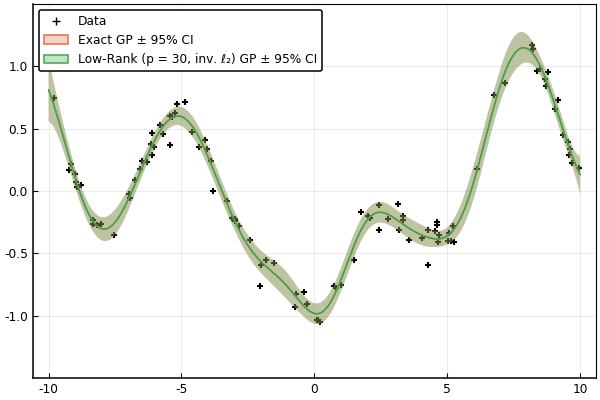 Data
Exact GP ± 95% CI
Low-Rank (p = 30, inv. ℓ₂) GP ± 95% CI
1.0
0.5
0.0
-0.5
-1.0
-10 -5 0 5 10